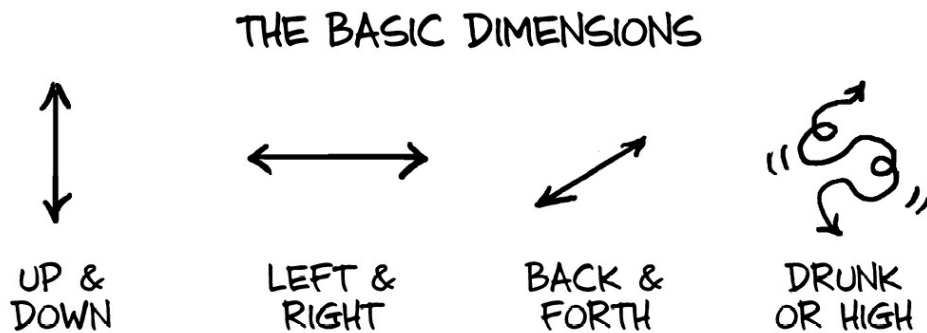 THE BASIC DIMENSIONS
UP &
DOWN
LEFT &
RIGHT
BACK &
FORTH
DRUNK
OR HIGH